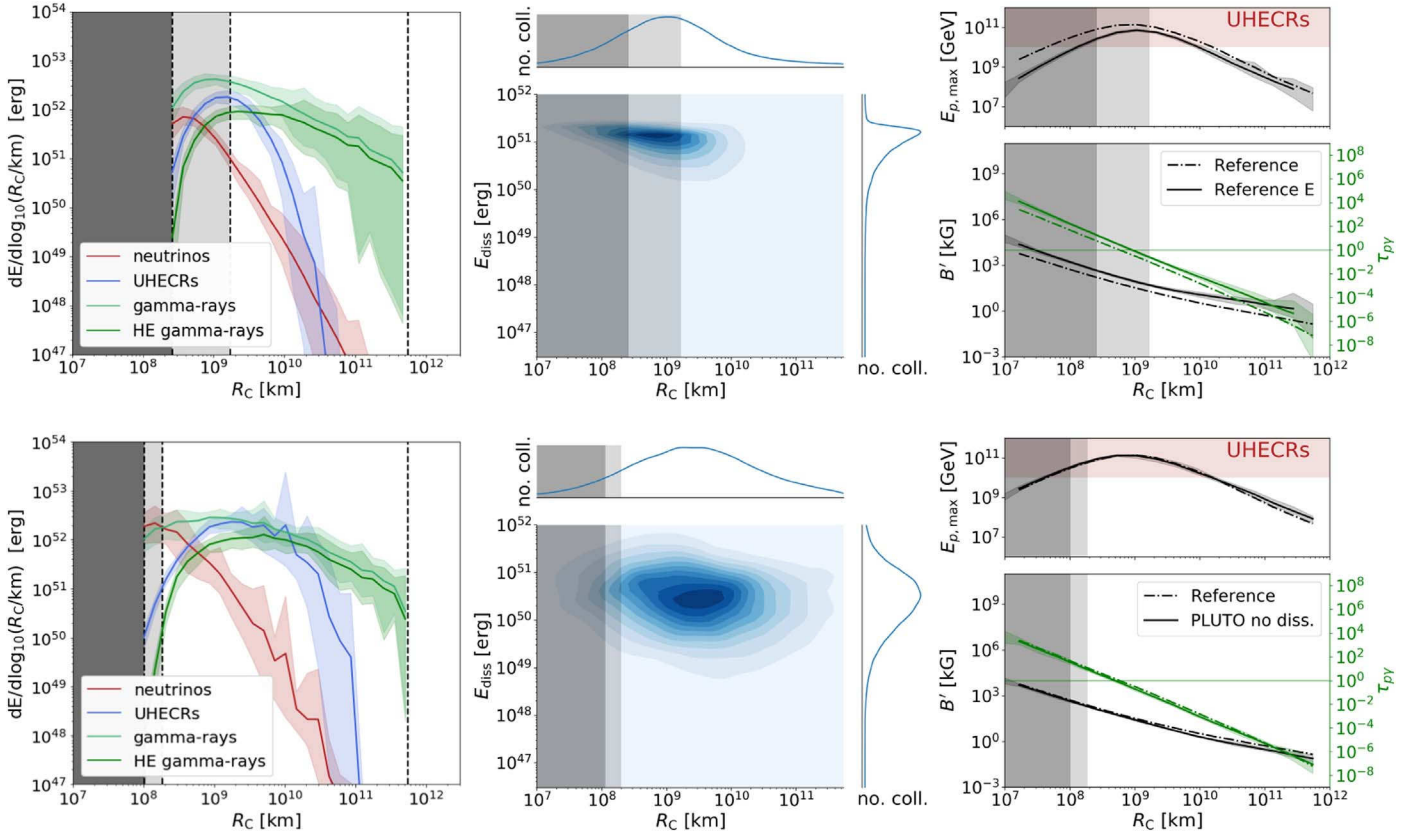 10^54
10^53
10^52
10^51
10^50
10^49
10^48
10^47
dE/dlog₁₀(R_C/km) [erg]
neutrinos
UHECRs
gamma-rays
HE gamma-rays
10^7 10^8 10^9 10^10 10^11 10^12
R_C [km]
no. coll.
10^52
10^51
10^50
10^49
10^48
10^47
E_diss [erg]
10^7 10^8 10^9 10^10 10^11
R_C [km]
no. coll.
UHECRs
10^11
10^9
10^7
E_p,max [GeV]
Reference
Reference E
10^9
10^6
10^3
10^0
10^-3
B′ [kG]
10^8
10^6
10^4
10^2
10^0
10^-2
10^-4
10^-6
10^-8
τ_pγ
10^7 10^8 10^9 10^10 10^11 10^12
R_C [km]
10^54
10^53
10^52
10^51
10^50
10^49
10^48
10^47
dE/dlog₁₀(R_C/km) [erg]
neutrinos
UHECRs
gamma-rays
HE gamma-rays
10^7 10^8 10^9 10^10 10^11 10^12
R_C [km]
no. coll.
10^52
10^51
10^50
10^49
10^48
10^47
E_diss [erg]
10^7 10^8 10^9 10^10 10^11
R_C [km]
no. coll.
UHECRs
10^11
10^9
10^7
E_p,max [GeV]
Reference
PLUTO no diss.
10^9
10^6
10^3
10^0
10^-3
B′ [kG]
10^8
10^6
10^4
10^2
10^0
10^-2
10^-4
10^-6
10^-8
τ_pγ
10^7 10^8 10^9 10^10 10^11 10^12
R_C [km]